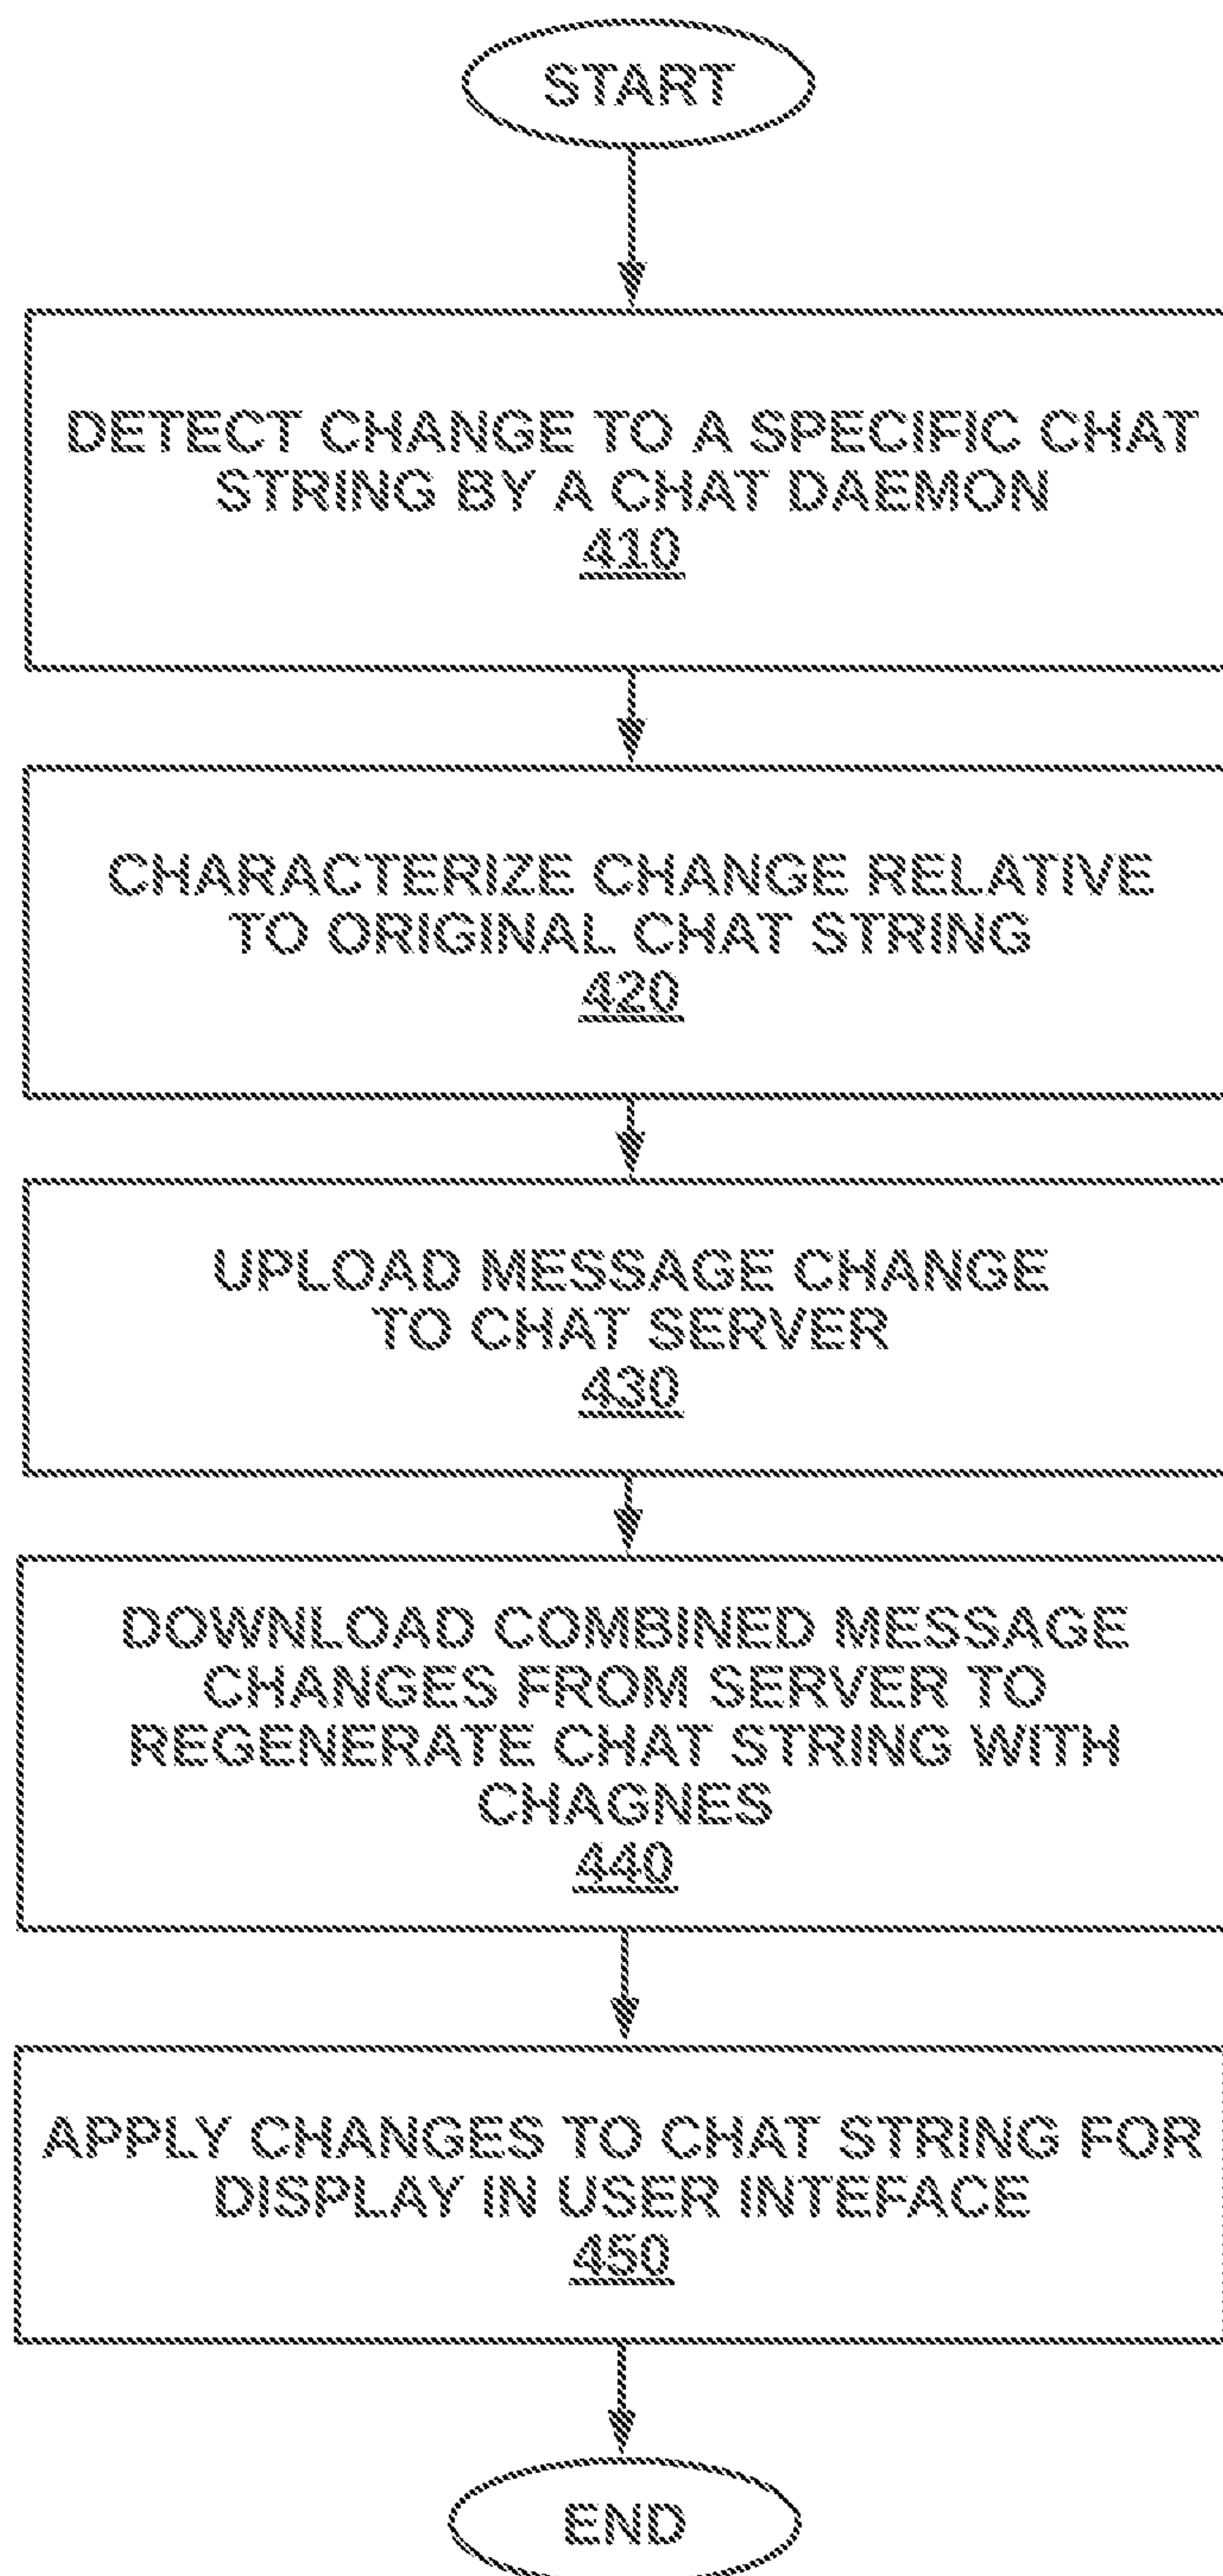 START
DETECT CHANGE TO A SPECIFIC CHAT
STRING BY A CHAT DAEMON
410
CHARACTERIZE CHANGE RELATIVE
TO ORIGINAL CHAT STRING
420
UPLOAD MESSAGE CHANGE
TO CHAT SERVER
430
DOWNLOAD COMBINED MESSAGE
CHANGES FROM SERVER TO
REGENERATE CHAT STRING WITH
CHAGNES
440
APPLY CHANGES TO CHAT STRING FOR
DISPLAY IN USER INTEFACE
450
END